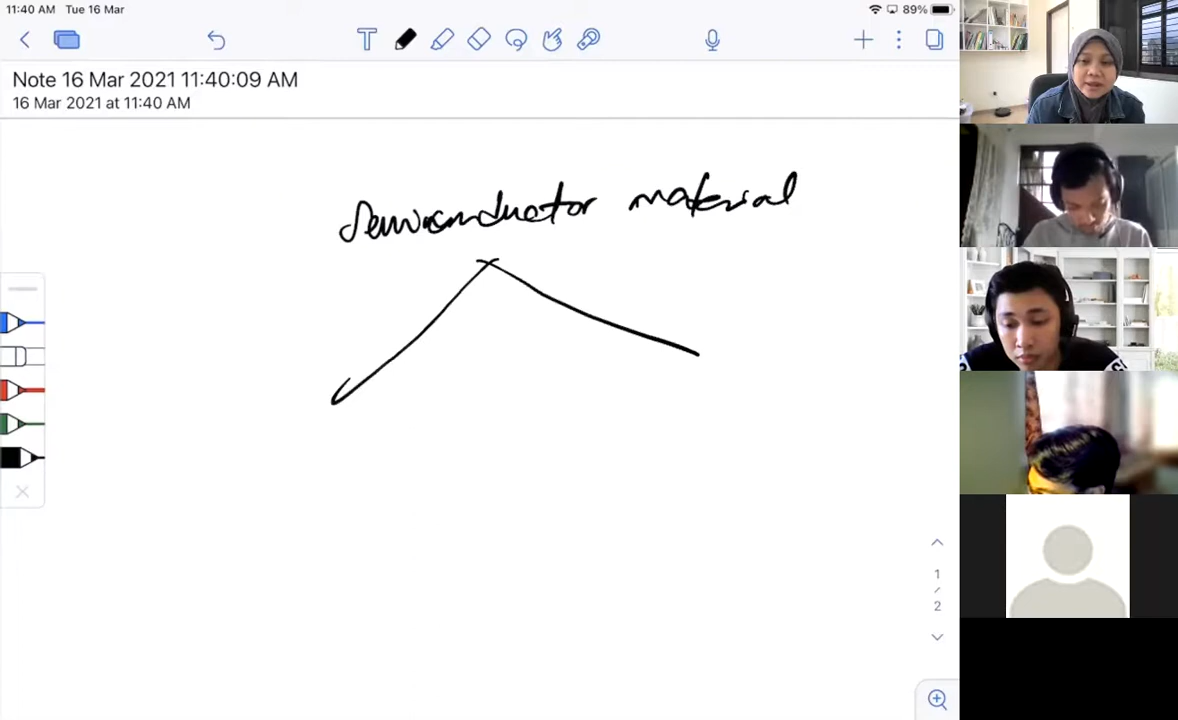 11:40 AM Tue 16 Mar 89%
Note 16 Mar 2021 11:40:09 AM
16 Mar 2021 at 11:40 AM
semiconductor material
1
/
2